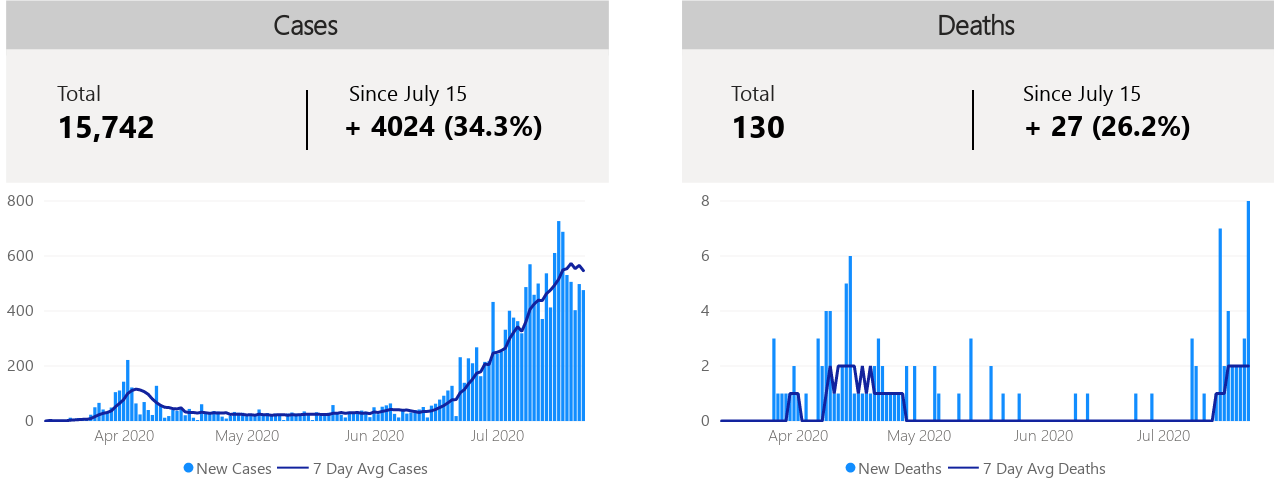 Cases
Total
Since July 15
15,742
+ 4024 (34.3%)
800
600
400
200
0
Apr 2020 May 2020 Jun 2020 Jul 2020
New Cases 7 Day Avg Cases
Deaths
Total
Since July 15
130
+ 27 (26.2%)
8
6
4
2
0
Apr 2020 May 2020 Jun 2020 Jul 2020
New Deaths 7 Day Avg Deaths